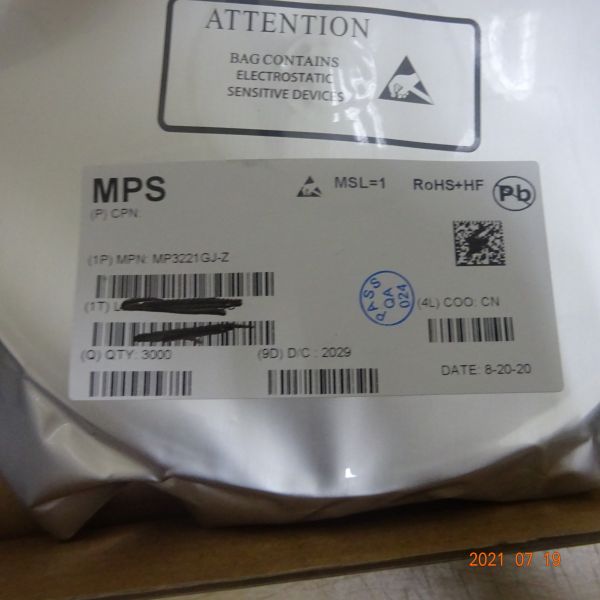 ATTENTION
BAG CONTAINS
ELECTROSTATIC
SENSITIVE DEVICES
MPS
MSL=1
RoHS+HF
Pb
(P) CPN:
(1P) MPN: MP3221GJ-Z
(1T)
PASS
QA
024
(4L) COO: CN
(Q) QTY: 3000
(9D) D/C : 2029
DATE: 8-20-20
2021 07 19